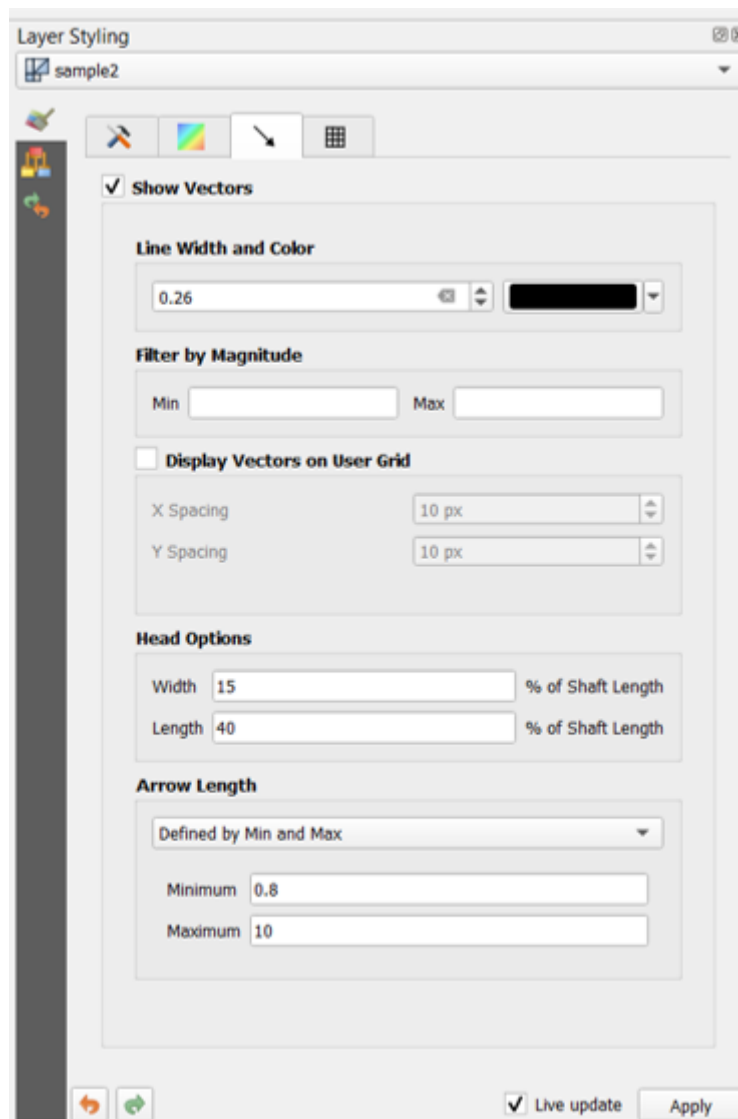 Layer Styling
sample2
Show Vectors
Line Width and Color
0.26
Filter by Magnitude
Min Max
Display Vectors on User Grid
X Spacing 10 px
Y Spacing 10 px
Head Options
Width 15 % of Shaft Length
Length 40 % of Shaft Length
Arrow Length
Defined by Min and Max
Minimum 0.8
Maximum 10
Live update Apply